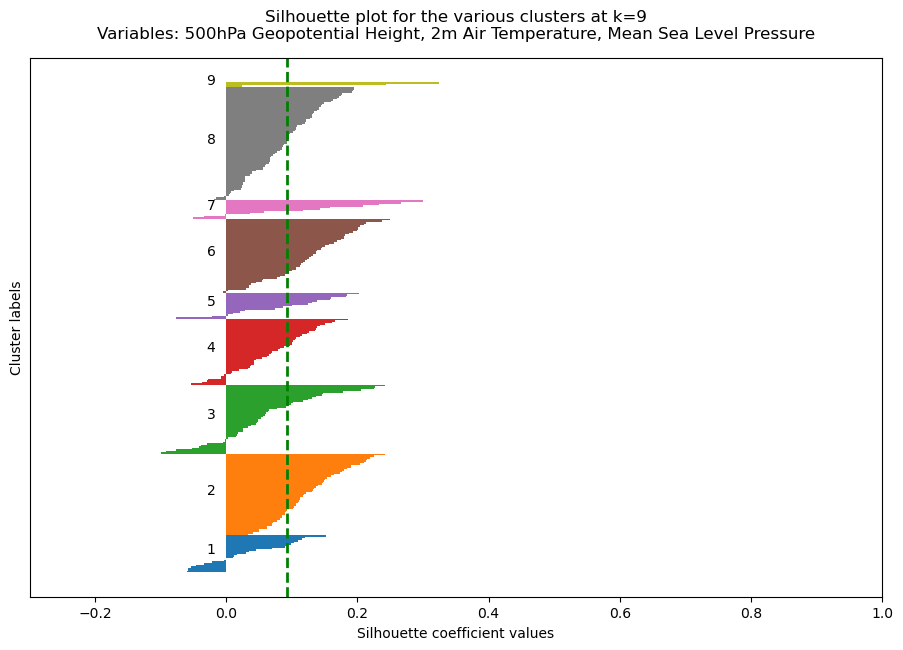 Silhouette plot for the various clusters at k=9
Variables: 500hPa Geopotential Height, 2m Air Temperature, Mean Sea Level Pressure
9
8
7
6
5
4
3
2
1
Cluster labels
−0.2 0.0 0.2 0.4 0.6 0.8 1.0
Silhouette coefficient values